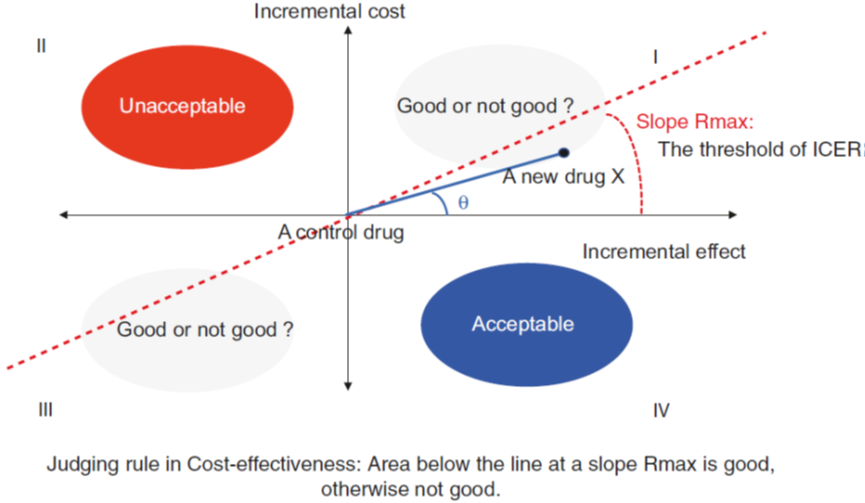 Incremental cost
II
I
Unacceptable
Good or not good ?
Slope Rmax:
The threshold of ICER
A new drug X
θ
A control drug
Incremental effect
Good or not good ?
Acceptable
III
IV
Judging rule in Cost-effectiveness: Area below the line at a slope Rmax is good,
otherwise not good.